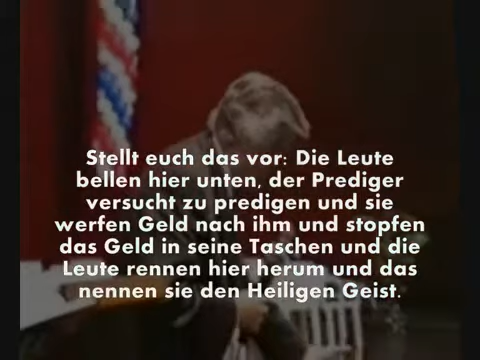 Stellt euch das vor: Die Leute
bellen hier unten, der Prediger
versucht zu predigen und sie
werfen Geld nach ihm und stopfen
das Geld in seine Taschen und die
Leute rennen hier herum und das
nennen sie den Heiligen Geist.